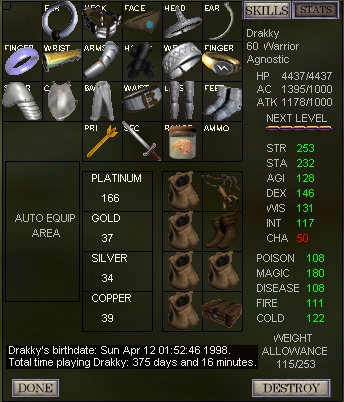 EAR NECK FACE HEAD EAR SKILLS STATS
Drakky
FINGER WRIST ARMS HAND FINGER
60 Warrior
Agnostic
HP 4437/4437
AC 1395/1000
ATK 1178/1000
NEXT LEVEL
PRI SEC RANGE AMMO
STR 253
STA 232
AGI 128
DEX 146
WIS 131
INT 117
CHA 50
PLATINUM
166
AUTO EQUIP
AREA
GOLD
37
SILVER
34
COPPER
39
POISON 108
MAGIC 180
DISEASE 108
FIRE 111
COLD 122
WEIGHT
ALLOWANCE
115/253
Drakky's birthdate: Sun Apr 12 01:52:46 1998.
Total time playing Drakky: 375 days and 16 minutes.
DONE DESTROY